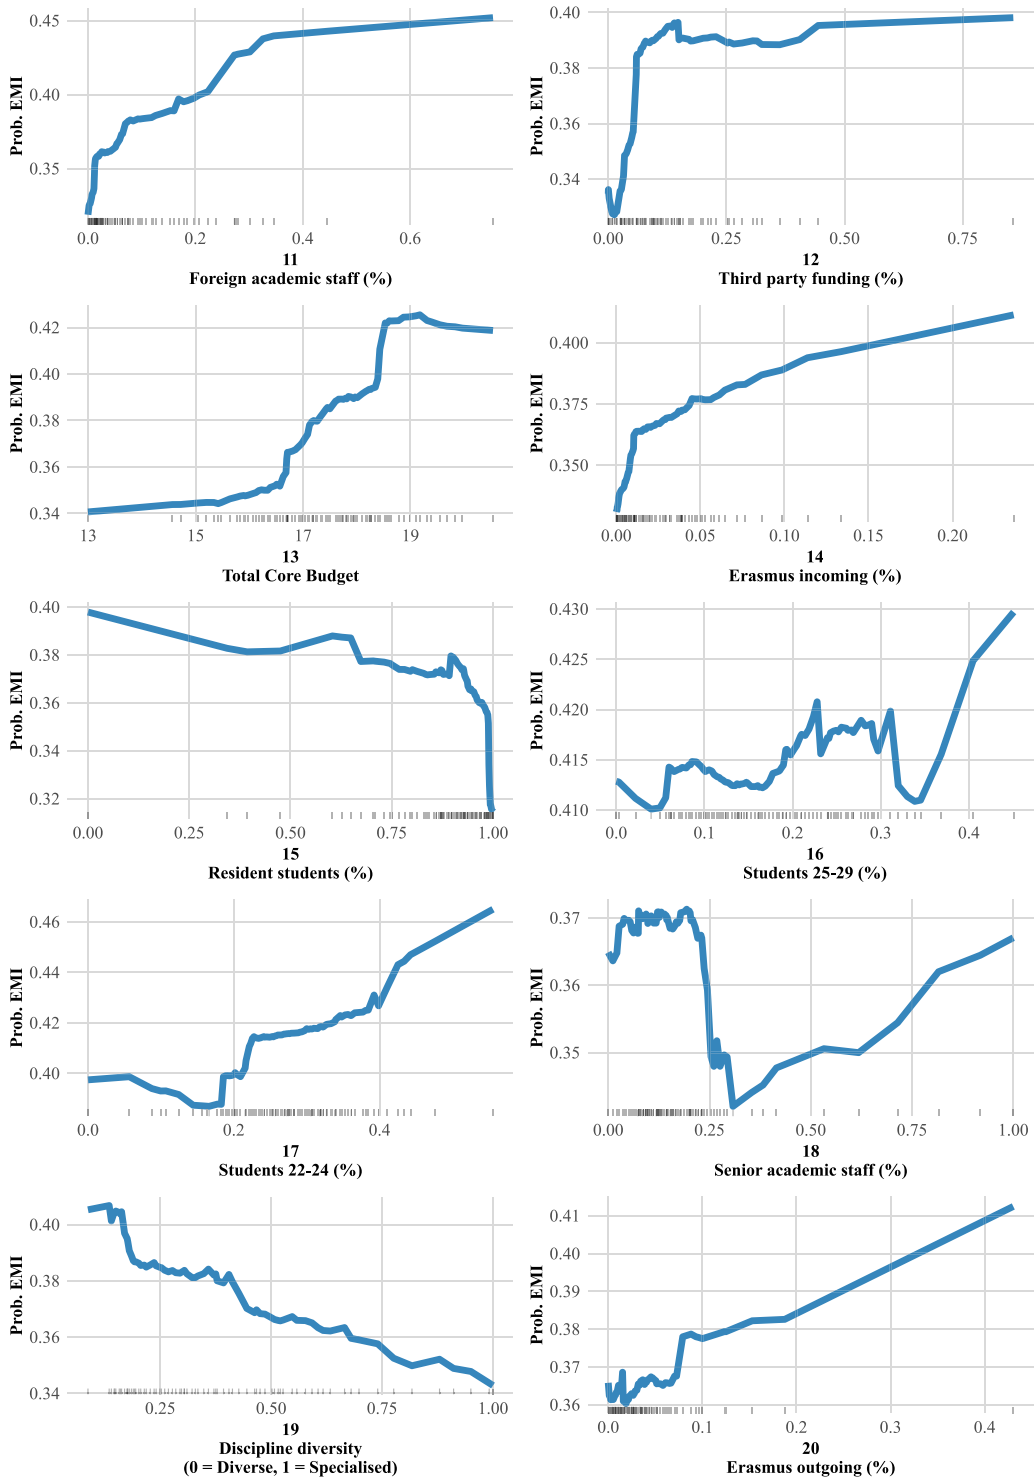 Prob. EMI
0.45
0.40
0.35
0.0 0.2 0.4 0.6
11
Foreign academic staff (%)
Prob. EMI
0.40
0.38
0.36
0.34
0.00 0.25 0.50 0.75
12
Third party funding (%)
Prob. EMI
0.42
0.40
0.38
0.36
0.34
13 15 17 19
13
Total Core Budget
Prob. EMI
0.400
0.375
0.350
0.00 0.05 0.10 0.15 0.20
14
Erasmus incoming (%)
Prob. EMI
0.40
0.38
0.36
0.34
0.32
0.00 0.25 0.50 0.75 1.00
15
Resident students (%)
Prob. EMI
0.430
0.425
0.420
0.415
0.410
0.0 0.1 0.2 0.3 0.4
16
Students 25-29 (%)
Prob. EMI
0.46
0.44
0.42
0.40
0.0 0.2 0.4
17
Students 22-24 (%)
Prob. EMI
0.37
0.36
0.35
0.00 0.25 0.50 0.75 1.00
18
Senior academic staff (%)
Prob. EMI
0.40
0.38
0.36
0.34
0.25 0.50 0.75 1.00
19
Discipline diversity
(0 = Diverse, 1 = Specialised)
Prob. EMI
0.41
0.40
0.39
0.38
0.37
0.36
0.0 0.1 0.2 0.3 0.4
20
Erasmus outgoing (%)